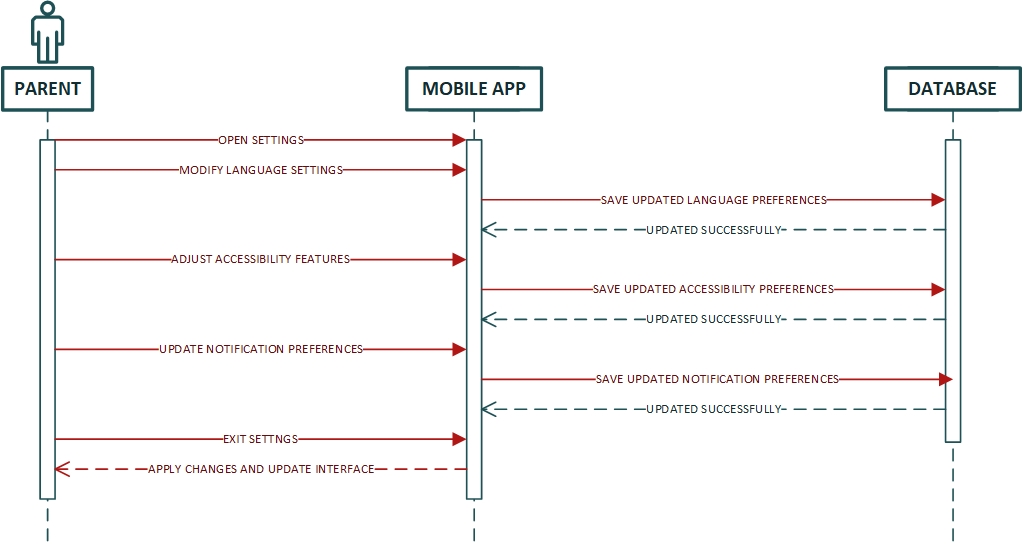 PARENT
MOBILE APP
DATABASE
OPEN SETTINGS
MODIFY LANGUAGE SETTINGS
SAVE UPDATED LANGUAGE PREFERENCES
UPDATED SUCCESSFULLY
ADJUST ACCESSIBILITY FEATURES
SAVE UPDATED ACCESSIBILITY PREFERENCES
UPDATED SUCCESSFULLY
UPDATE NOTIFICATION PREFERENCES
SAVE UPDATED NOTIFICATION PREFERENCES
UPDATED SUCCESSFULLY
EXIT SETTNGS
APPLY CHANGES AND UPDATE INTERFACE